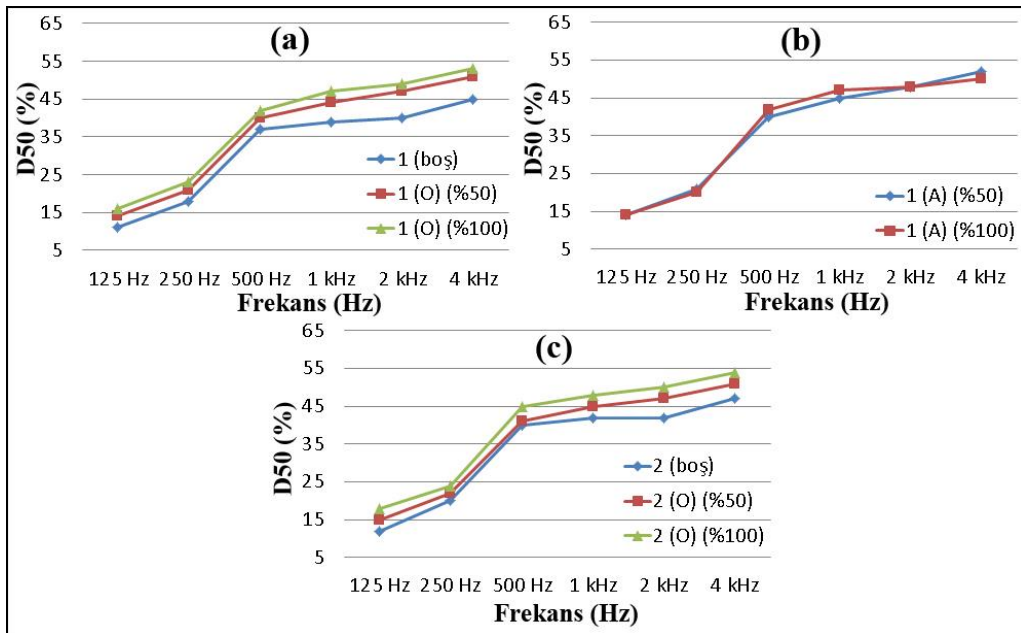 (a)
D50 (%)
65
55
45
35
25
15
5
1 (boş)
1 (O) (%50)
1 (O) (%100)
125 Hz 250 Hz 500 Hz 1 kHz 2 kHz 4 kHz
Frekans (Hz)
(b)
D50 (%)
65
55
45
35
25
15
5
1 (A) (%50)
1 (A) (%100)
125 Hz 250 Hz 500 Hz 1 kHz 2 kHz 4 kHz
Frekans (Hz)
(c)
D50 (%)
65
55
45
35
25
15
5
2 (boş)
2 (O) (%50)
2 (O) (%100)
125 Hz 250 Hz 500 Hz 1 kHz 2 kHz 4 kHz
Frekans (Hz)